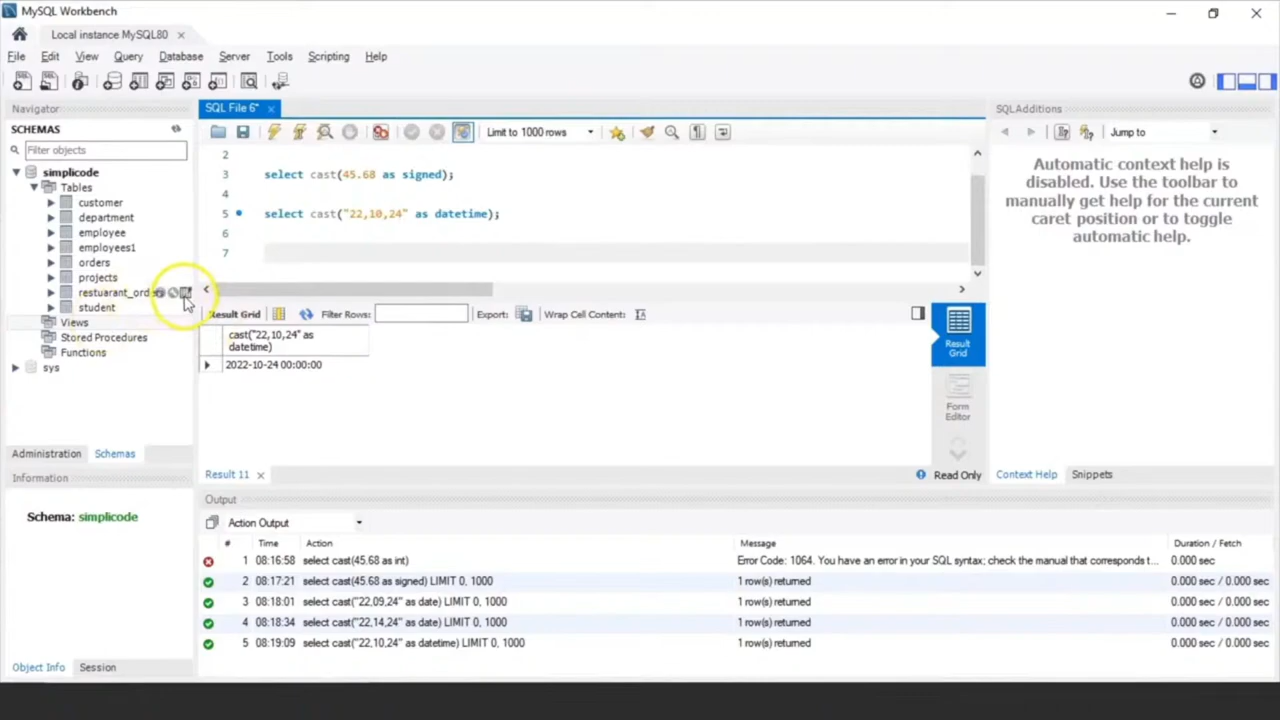 MySQL Workbench
Local instance MySQL80
File Edit View Query Database Server Tools Scripting Help
Navigator
SCHEMAS
Filter objects
simplicode
Tables
customer
department
employee
employees1
orders
projects
restuarant_orde
student
Views
Stored Procedures
Functions
sys
Administration Schemas
Information
Schema: simplicode
Object Info Session
SQL File 6*
Limit to 1000 rows
2
3 select cast(45.68 as signed);
4
5 select cast("22,10,24" as datetime);
6
7
Result Grid Filter Rows: Export: Wrap Cell Content:
cast("22,10,24" as
datetime)
2022-10-24 00:00:00
Result
Grid
Form
Editor
Result 11 Read Only
SQLAdditions
Jump to
Automatic context help is
disabled. Use the toolbar to
manually get help for the current
caret position or to toggle
automatic help.
Context Help Snippets
Output
Action Output
# Time Action Message Duration / Fetch
1 08:16:58 select cast(45.68 as int) Error Code: 1064. You have an error in your SQL syntax; check the manual that corresponds t... 0.000 sec
2 08:17:21 select cast(45.68 as signed) LIMIT 0, 1000 1 row(s) returned 0.000 sec / 0.000 sec
3 08:18:01 select cast("22,09,24" as date) LIMIT 0, 1000 1 row(s) returned 0.000 sec / 0.000 sec
4 08:18:34 select cast("22,14,24" as date) LIMIT 0, 1000 1 row(s) returned 0.000 sec / 0.000 sec
5 08:19:09 select cast("22,10,24" as datetime) LIMIT 0, 1000 1 row(s) returned 0.000 sec / 0.000 sec